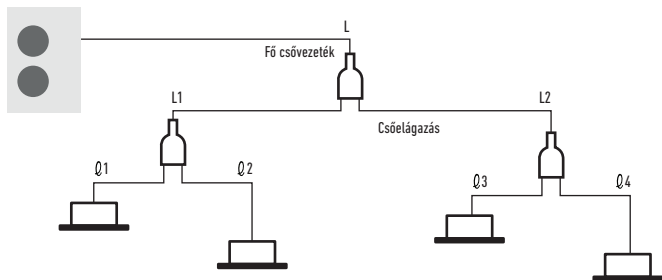 L
Fő csővezeték
L1
L2
Csőelágazás
ℓ1
ℓ2
ℓ3
ℓ4